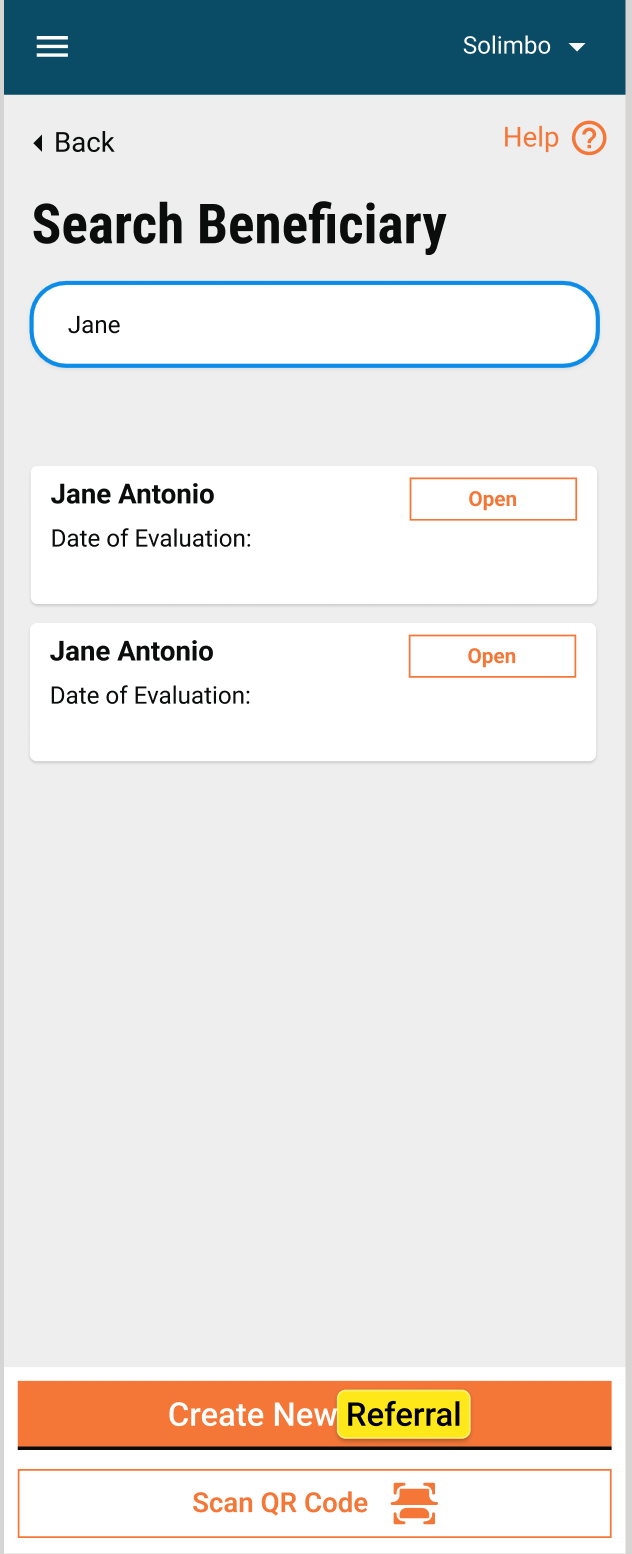 Solimbo
Back
Help ?
Search Beneficiary
Jane
Jane Antonio
Open
Date of Evaluation:
Jane Antonio
Open
Date of Evaluation:
Create New Referral
Scan QR Code